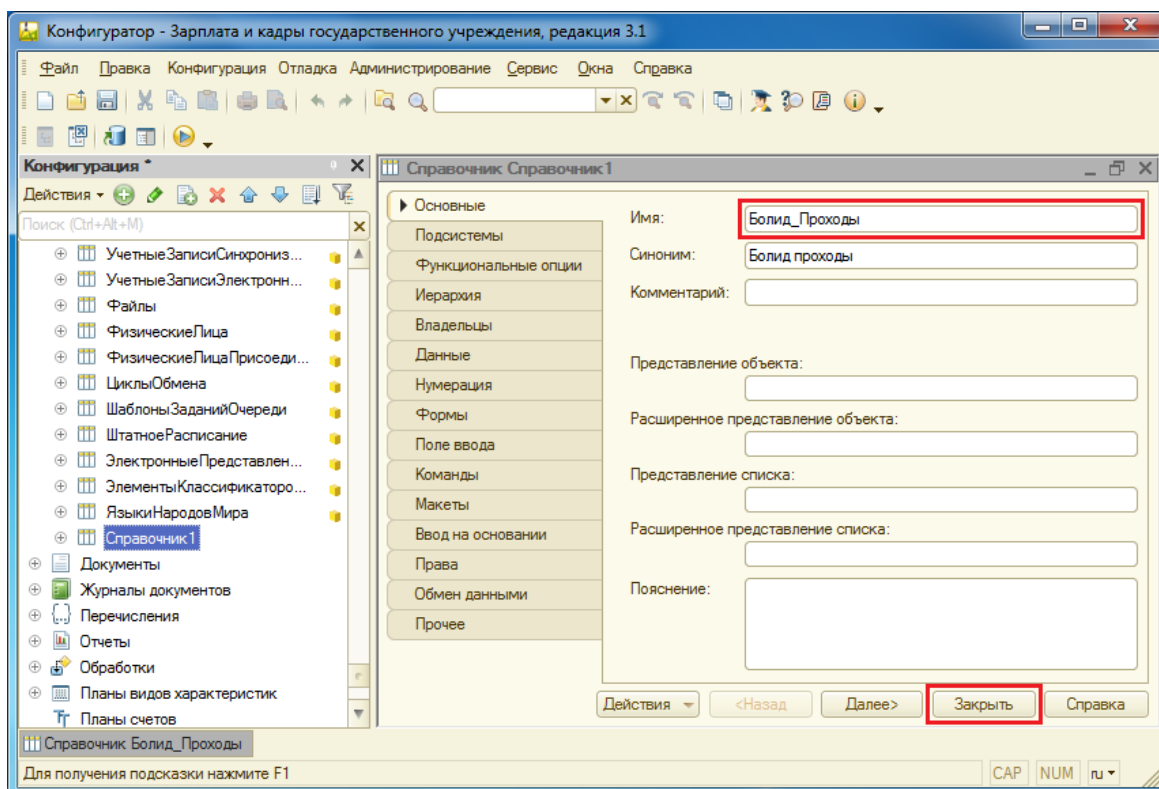 Конфигуратор - Зарплата и кадры государственного учреждения, редакция 3.1
Файл Правка Конфигурация Отладка Администрирование Сервис Окна Справка
Конфигурация *
Действия
Поиск (Ctrl+Alt+M)
УчетныеЗаписиСинхрониз...
УчетныеЗаписиЭлектронн...
Файлы
ФизическиеЛица
ФизическиеЛицаПрисоеди...
ЦиклыОбмена
ШаблоныЗаданийОчереди
ШтатноеРасписание
ЭлектронныеПредставлен...
ЭлементыКлассификаторо...
ЯзыкиНародовМира
Справочник1
Документы
Журналы документов
Перечисления
Отчеты
Обработки
Планы видов характеристик
Планы счетов
Справочник Справочник1
Основные
Подсистемы
Функциональные опции
Иерархия
Владельцы
Данные
Нумерация
Формы
Поле ввода
Команды
Макеты
Ввод на основании
Права
Обмен данными
Прочее
Имя: Болид_Проходы
Синоним: Болид проходы
Комментарий:
Представление объекта:
Расширенное представление объекта:
Представление списка:
Расширенное представление списка:
Пояснение:
Действия <Назад Далее> Закрыть Справка
Справочник Болид_Проходы
Для получения подсказки нажмите F1 CAP NUM ru